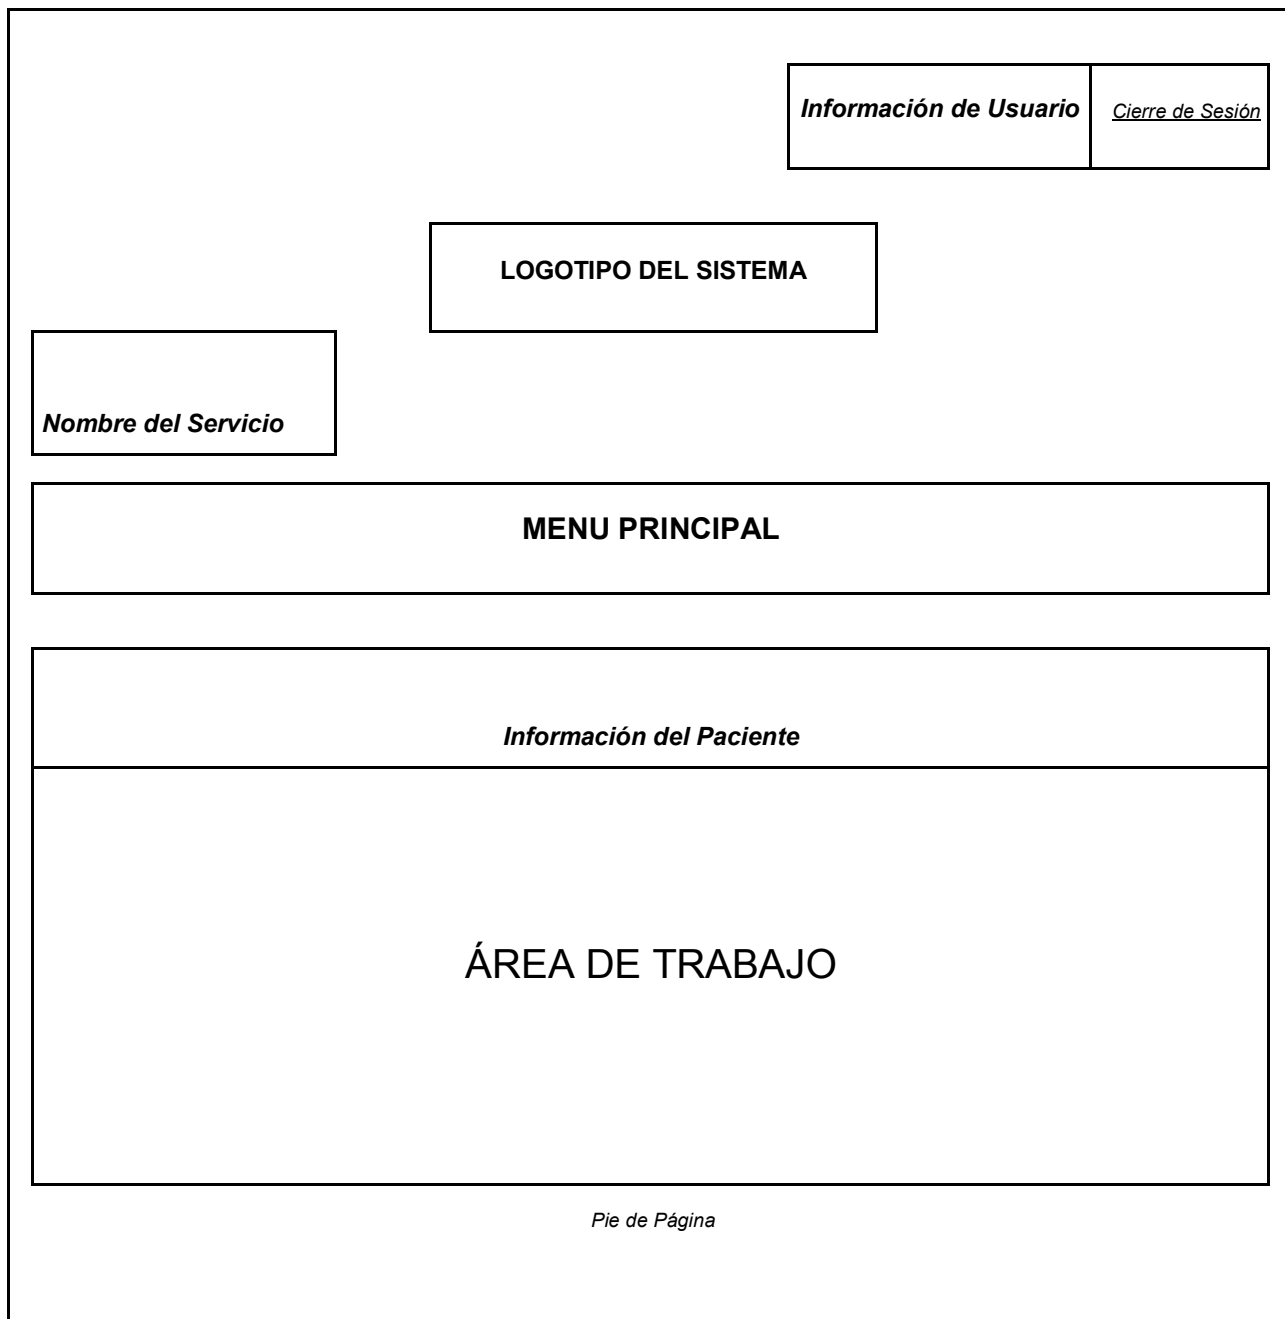 Información de Usuario
Cierre de Sesión
LOGOTIPO DEL SISTEMA
Nombre del Servicio
MENU PRINCIPAL
Información del Paciente
ÁREA DE TRABAJO
Pie de Página